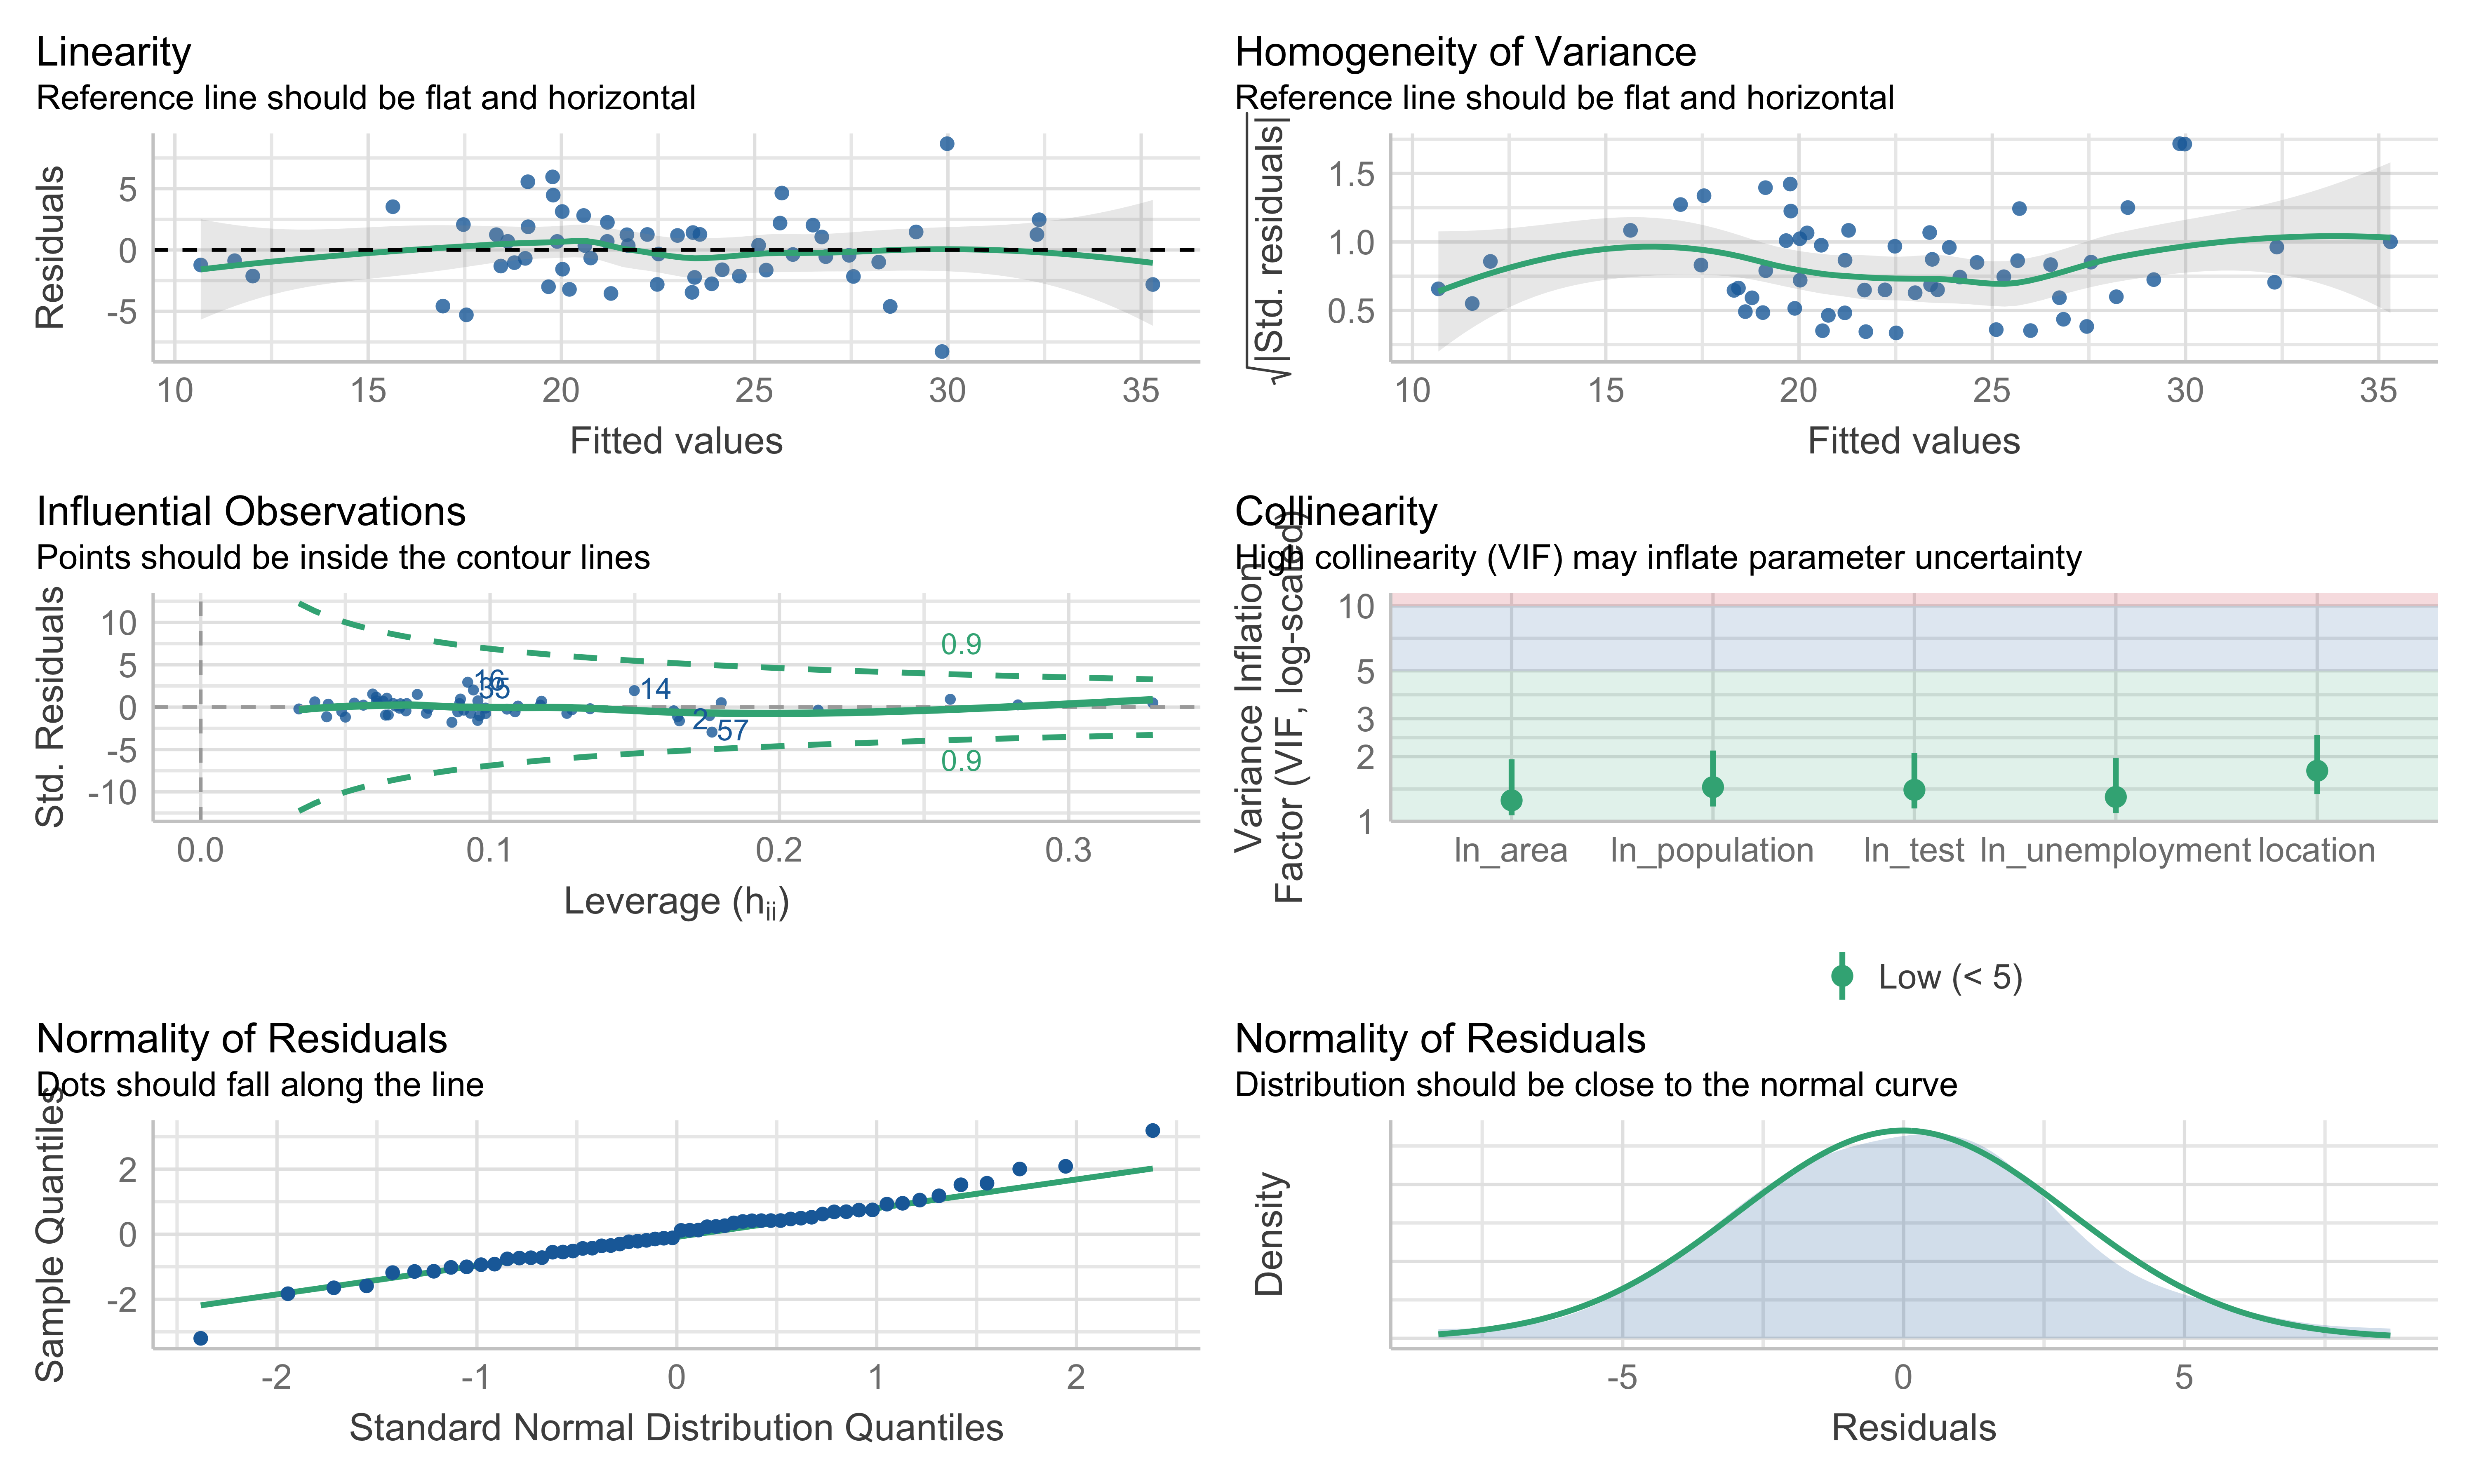 Linearity
Reference line should be flat and horizontal
Residuals
5
0
-5
10 15 20 25 30 35
Fitted values
Homogeneity of Variance
Reference line should be flat and horizontal
√|Std. residuals|
1.5
1.0
0.5
10 15 20 25 30 35
Fitted values
Influential Observations
Points should be inside the contour lines
Std. Residuals
10
5
0
-5
-10
0.9
16
35
14
2
57
0.9
0.0 0.1 0.2 0.3
Leverage (hᵢᵢ)
Collinearity
High collinearity (VIF) may inflate parameter uncertainty
Variance Inflation
Factor (VIF, log-scaled)
10
5
3
2
1
ln_area ln_population ln_test ln_unemployment location
Low (< 5)
Normality of Residuals
Dots should fall along the line
Sample Quantiles
2
0
-2
-2 -1 0 1 2
Standard Normal Distribution Quantiles
Normality of Residuals
Distribution should be close to the normal curve
Density
-5 0 5
Residuals